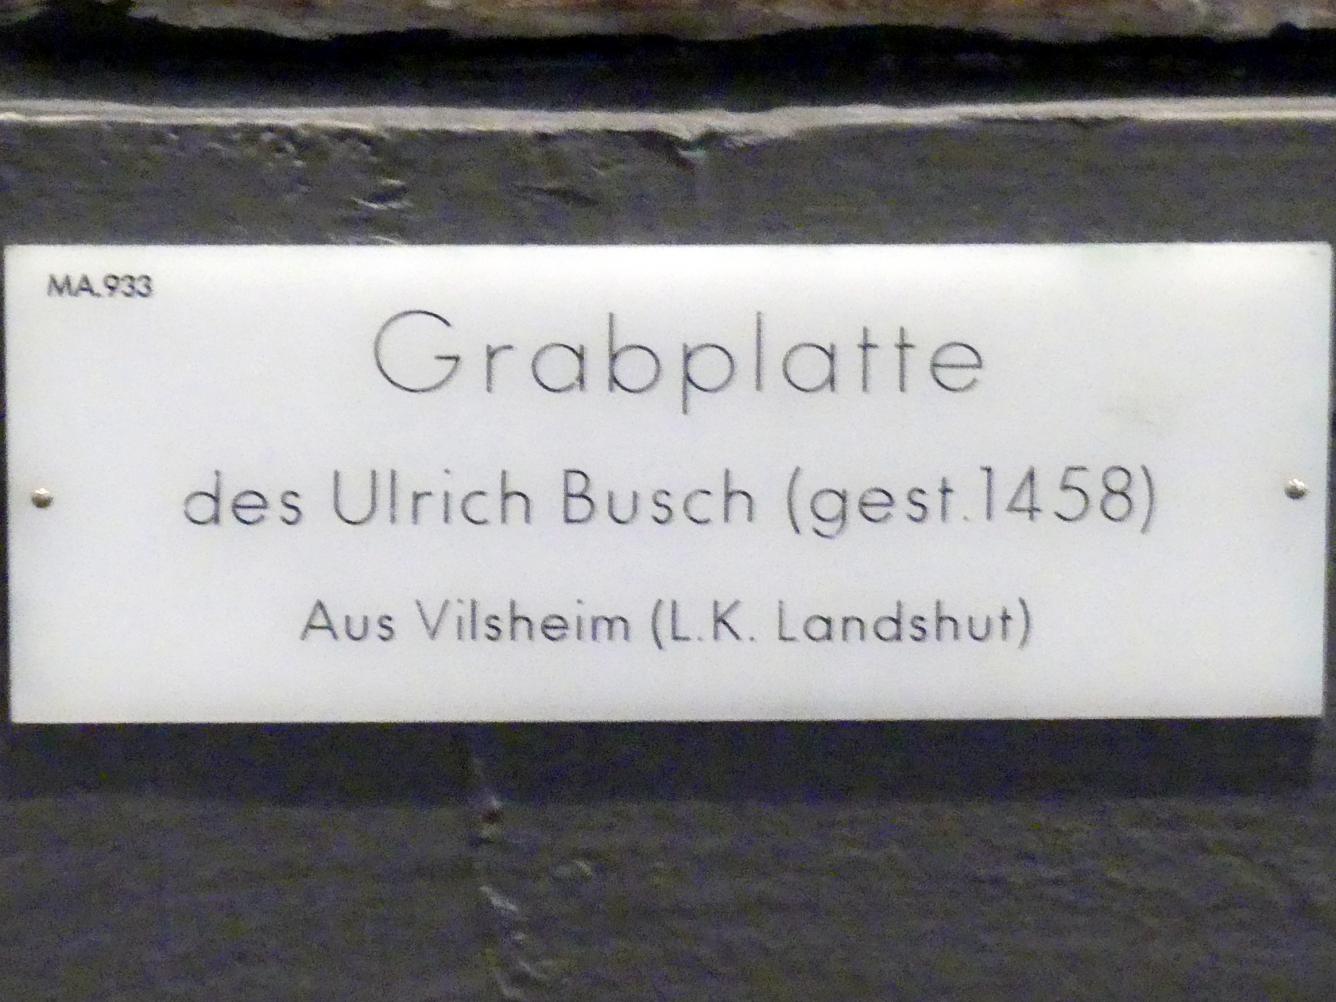 MA.933
Grabplatte
des Ulrich Busch (gest.1458)
Aus Vilsheim (L.K. Landshut)